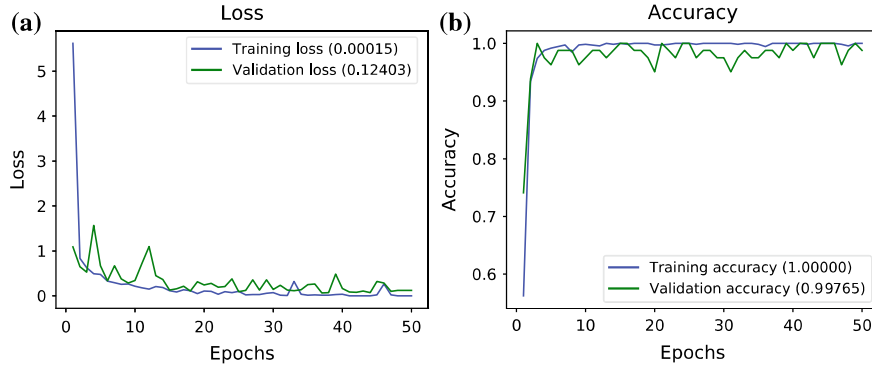 (a)
Loss
Training loss (0.00015)
Validation loss (0.12403)
Loss
5
4
3
2
1
0
0 10 20 30 40 50
Epochs
(b)
Accuracy
Accuracy
1.0
0.9
0.8
0.7
0.6
Training accuracy (1.00000)
Validation accuracy (0.99765)
0 10 20 30 40 50
Epochs